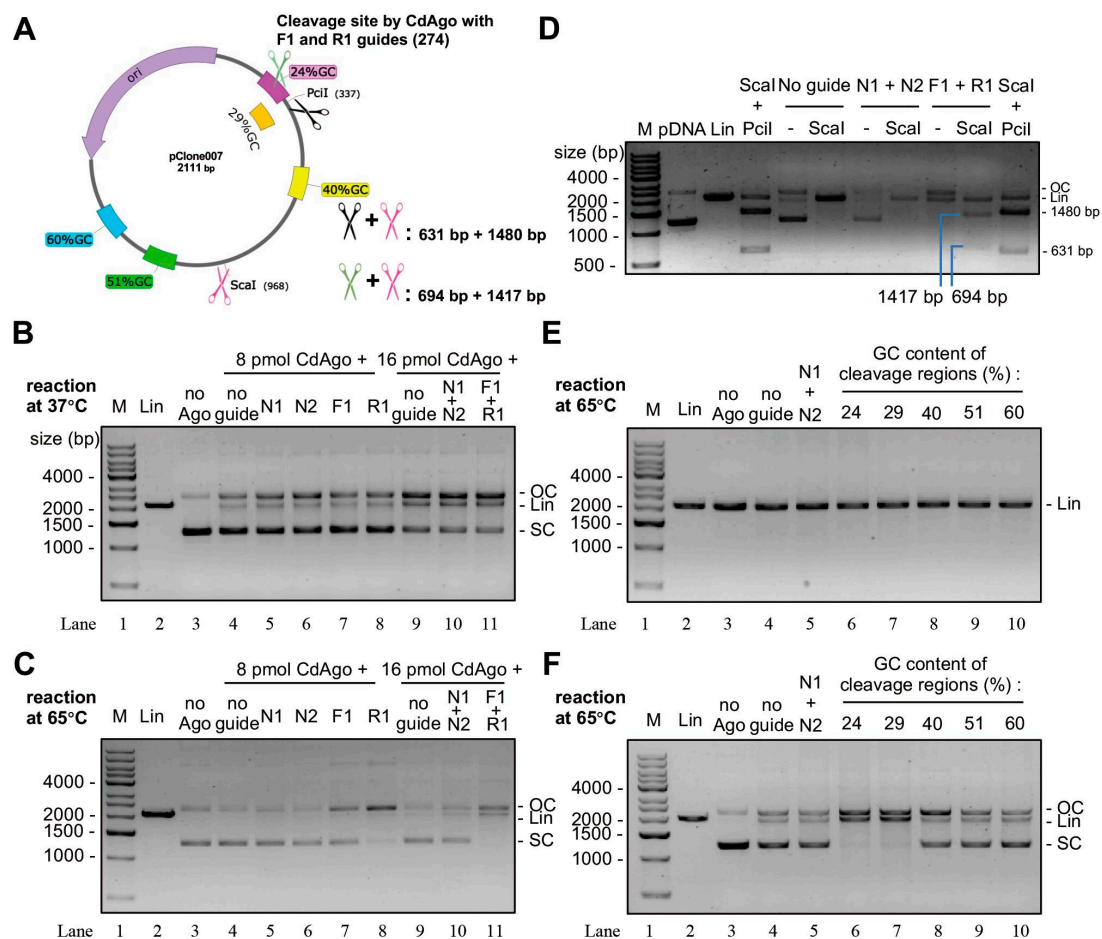 A
Cleavage site by CdAgo with
F1 and R1 guides (274)
ori
24%GC
PciI (337)
29%GC
pClone007
2111 bp
40%GC
60%GC
51%GC
ScaI (968)
+ : 631 bp + 1480 bp
+ : 694 bp + 1417 bp
B
8 pmol CdAgo + 16 pmol CdAgo +
reaction
at 37°C
M Lin no Ago no guide N1 N2 F1 R1 no guide N1 + N2 F1 + R1
size (bp)
4000 -
2000 -
1500 -
1000 -
- OC
- Lin
- SC
Lane 1 2 3 4 5 6 7 8 9 10 11
C
8 pmol CdAgo + 16 pmol CdAgo +
reaction
at 65°C
M Lin no Ago no guide N1 N2 F1 R1 no guide N1 + N2 F1 + R1
4000 -
2000 -
1500 -
1000 -
- OC
- Lin
- SC
Lane 1 2 3 4 5 6 7 8 9 10 11
D
ScaI + PciI No guide N1 + N2 F1 + R1 ScaI + PciI
M pDNA Lin - ScaI - ScaI - ScaI
size (bp)
4000 -
2000 -
1500 -
1000 -
500 -
- OC
- Lin
- 1480 bp
- 631 bp
1417 bp 694 bp
E
GC content of
cleavage regions (%) :
reaction
at 65°C
M Lin no Ago no guide N1 + N2 24 29 40 51 60
4000 -
2000 -
1500 -
1000 -
- Lin
Lane 1 2 3 4 5 6 7 8 9 10
F
GC content of
cleavage regions (%) :
reaction
at 65°C
M Lin no Ago no guide N1 + N2 24 29 40 51 60
4000 -
2000 -
1500 -
1000 -
- OC
- Lin
- SC
Lane 1 2 3 4 5 6 7 8 9 10